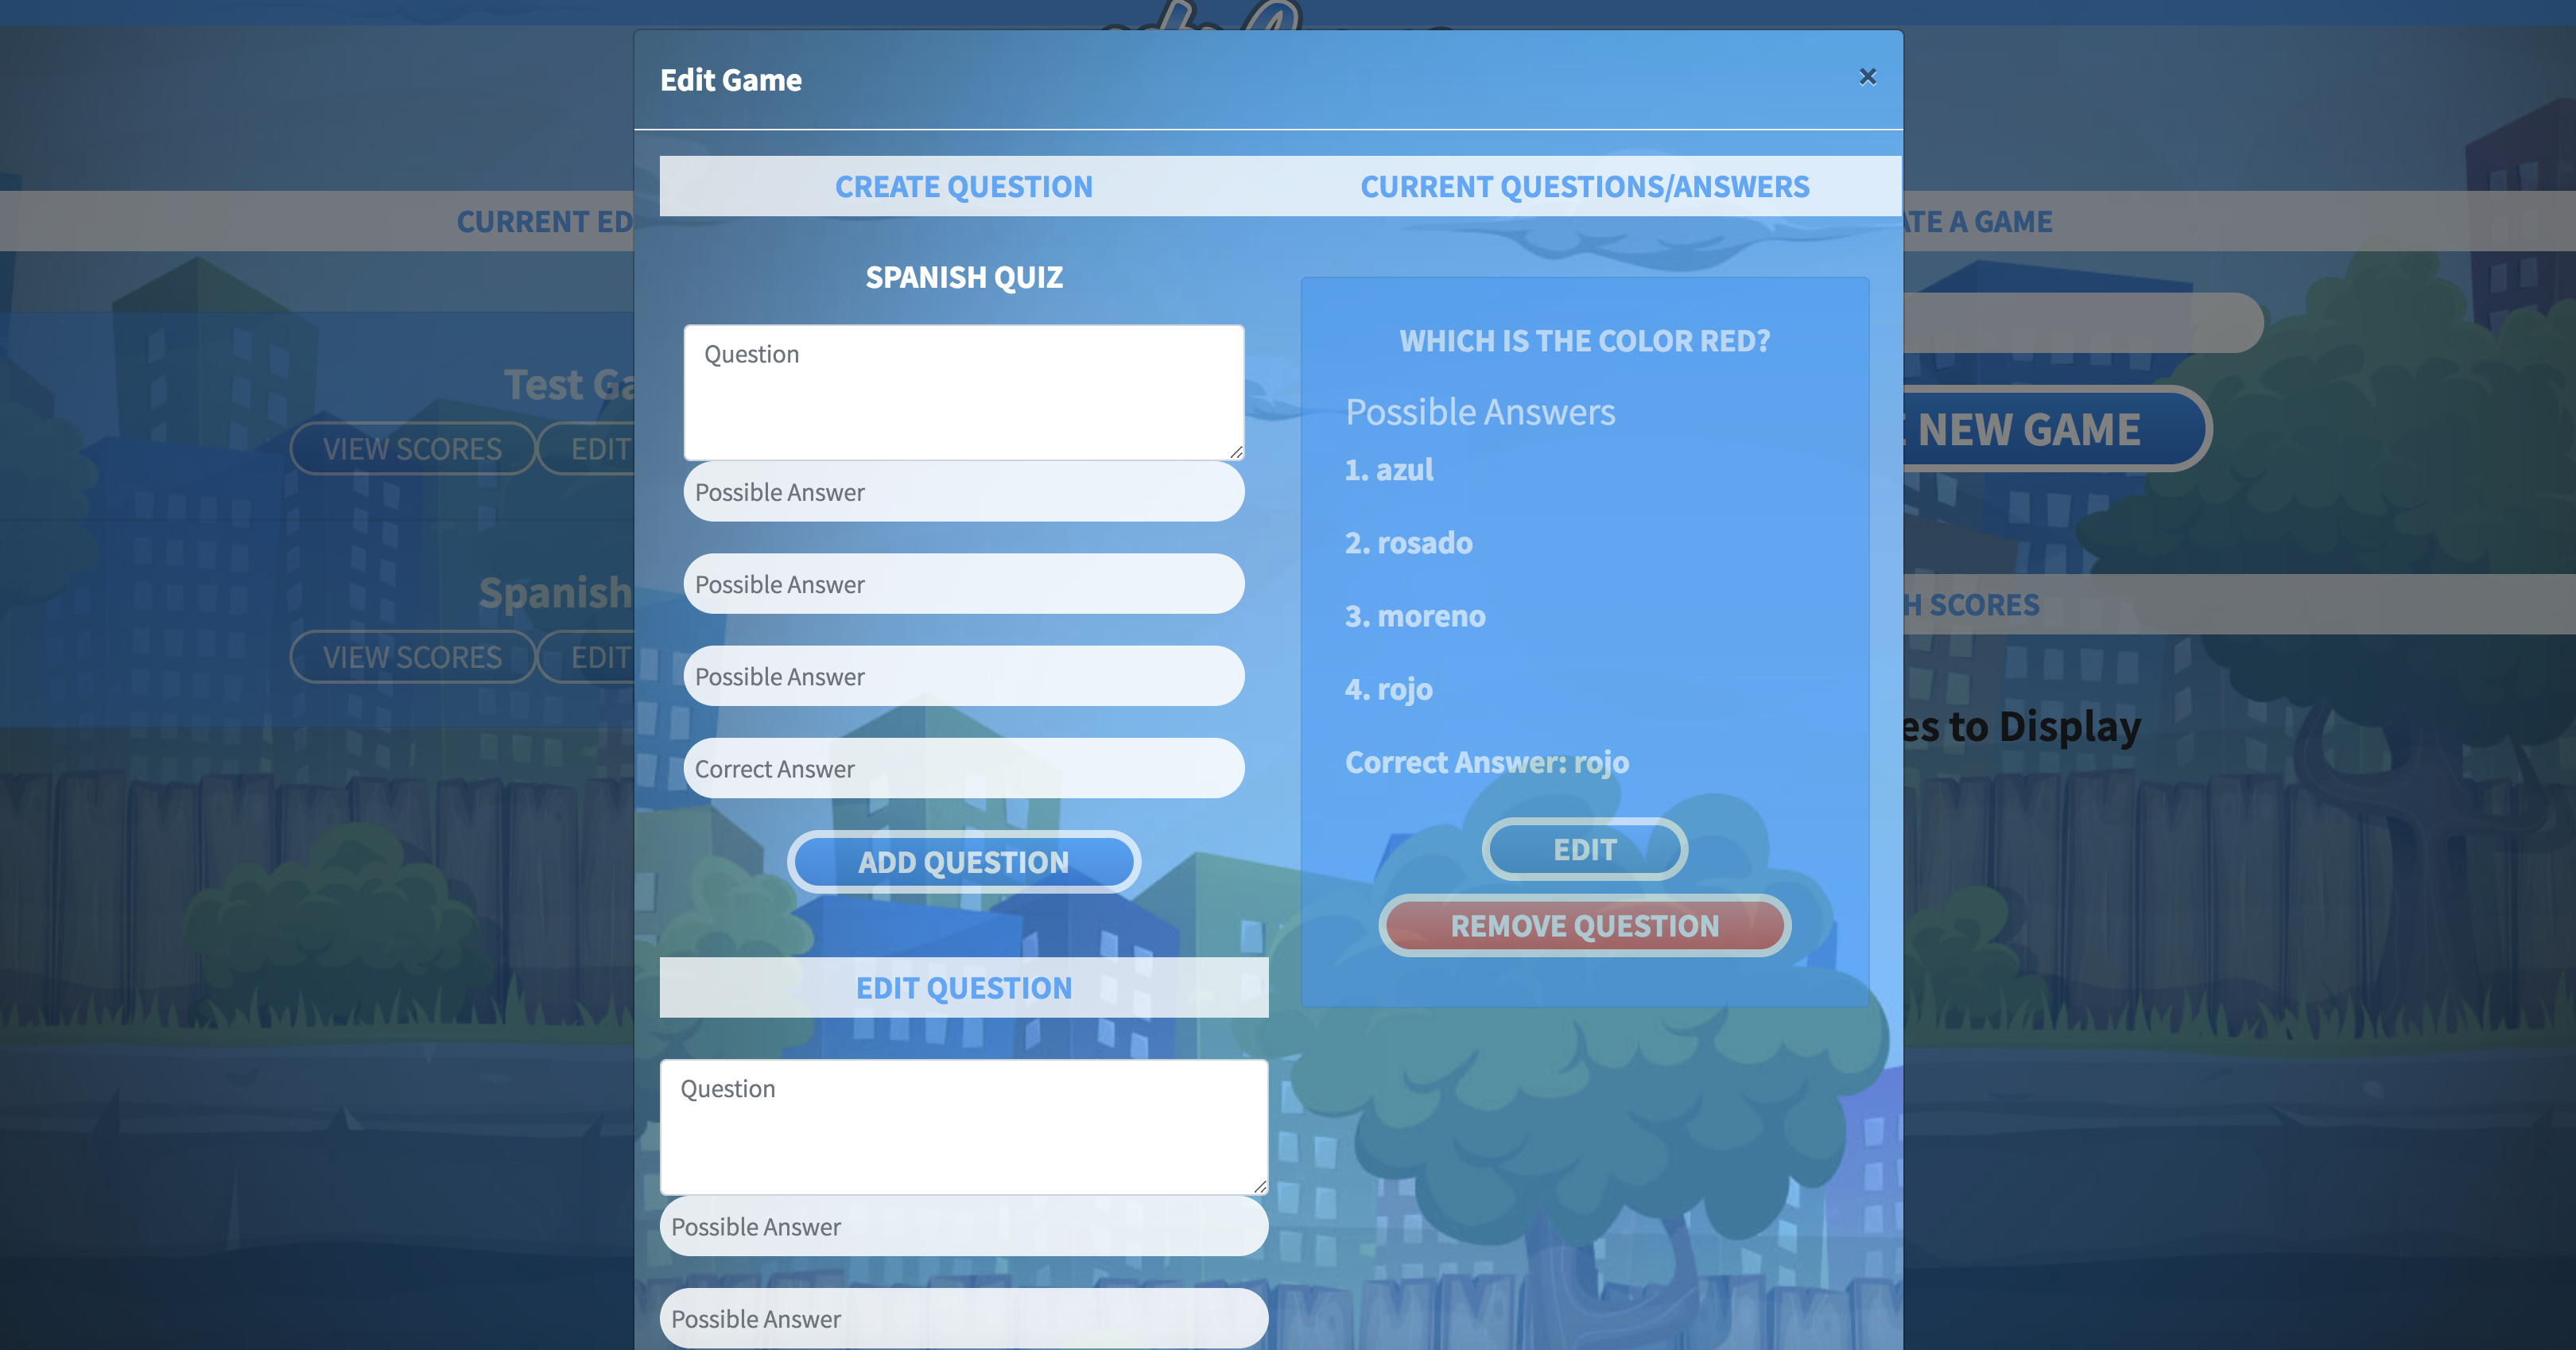 Edit Game
×
CREATE QUESTION
CURRENT QUESTIONS/ANSWERS
SPANISH QUIZ
Question
Possible Answer
Possible Answer
Possible Answer
Correct Answer
ADD QUESTION
EDIT QUESTION
Question
Possible Answer
Possible Answer
WHICH IS THE COLOR RED?
Possible Answers
1. azul
2. rosado
3. moreno
4. rojo
Correct Answer: rojo
EDIT
REMOVE QUESTION
CURRENT ED
Test Ga
VIEW SCORES
EDIT
Spanish
VIEW SCORES
EDIT
ATE A GAME
NEW GAME
H SCORES
es to Display